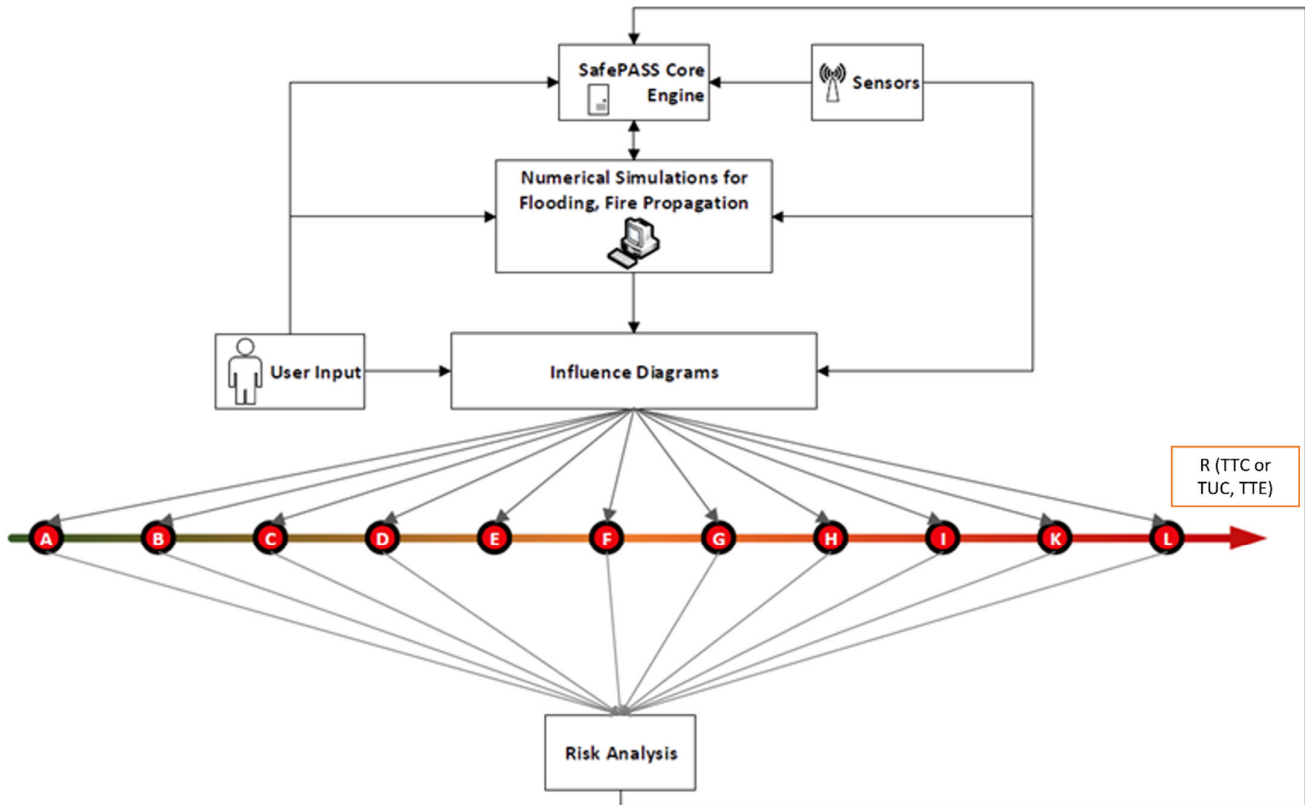 SafePASS Core
Engine
Sensors
Numerical Simulations for
Flooding, Fire Propagation
User Input
Influence Diagrams
R (TTC or
TUC, TTE)
A B C D E F G H I K L
Risk Analysis